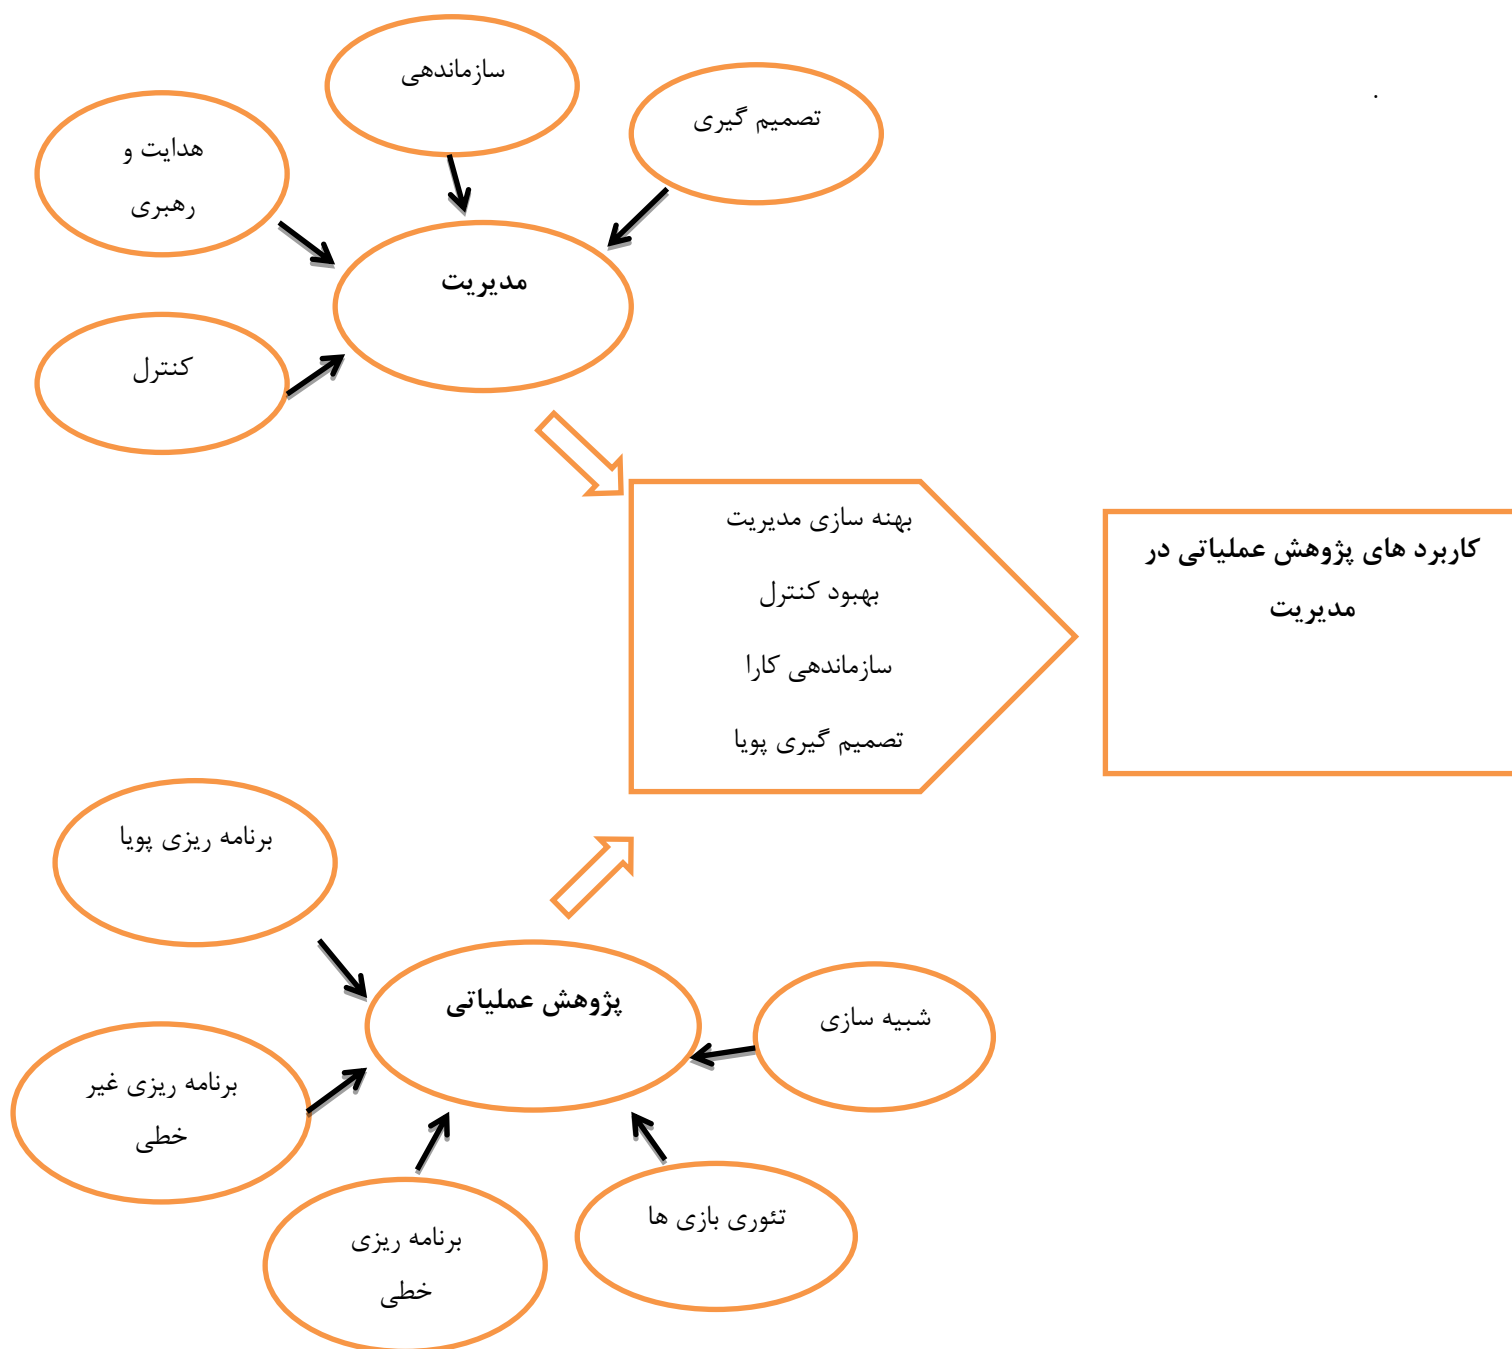 سازماندهی
تصمیم گیری
هدایت و
رهبری
مدیریت
کنترل
بهنه سازی مدیریت
بهبود کنترل
سازماندهی کارا
تصمیم گیری پویا
کاربرد های پژوهش عملیاتی در
مدیریت
برنامه ریزی پویا
پژوهش عملیاتی
شبیه سازی
برنامه ریزی غیر
خطی
تئوری بازی ها
برنامه ریزی
خطی